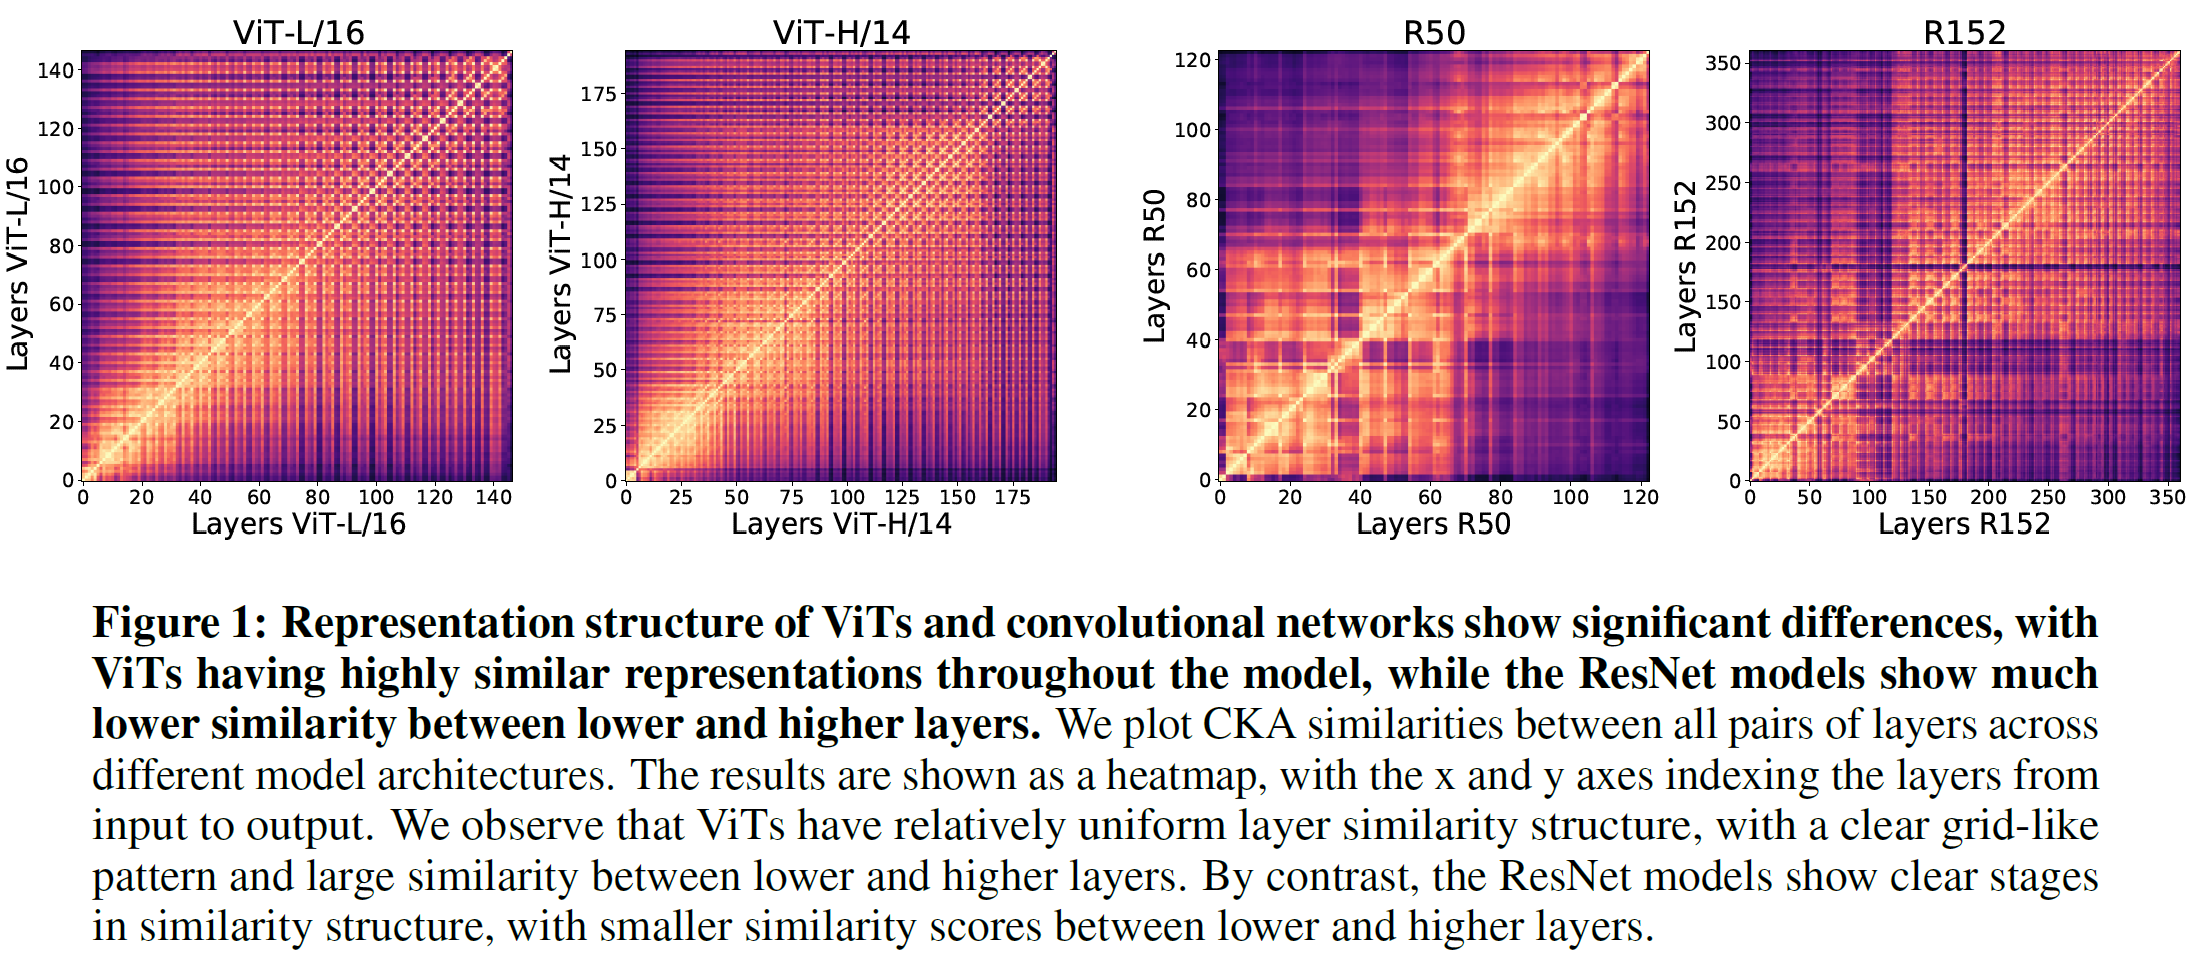 ViT-L/16
ViT-H/14
R50
R152
Layers ViT-L/16
140
120
100
80
60
40
20
0
0 20 40 60 80 100 120 140
Layers ViT-L/16
Layers ViT-H/14
175
150
125
100
75
50
25
0
0 25 50 75 100 125 150 175
Layers ViT-H/14
Layers R50
120
100
80
60
40
20
0
0 20 40 60 80 100 120
Layers R50
Layers R152
350
300
250
200
150
100
50
0
0 50 100 150 200 250 300 350
Layers R152
Figure 1: Representation structure of ViTs and convolutional networks show significant differences, with
ViTs having highly similar representations throughout the model, while the ResNet models show much
lower similarity between lower and higher layers. We plot CKA similarities between all pairs of layers across
different model architectures. The results are shown as a heatmap, with the x and y axes indexing the layers from
input to output. We observe that ViTs have relatively uniform layer similarity structure, with a clear grid-like
pattern and large similarity between lower and higher layers. By contrast, the ResNet models show clear stages
in similarity structure, with smaller similarity scores between lower and higher layers.